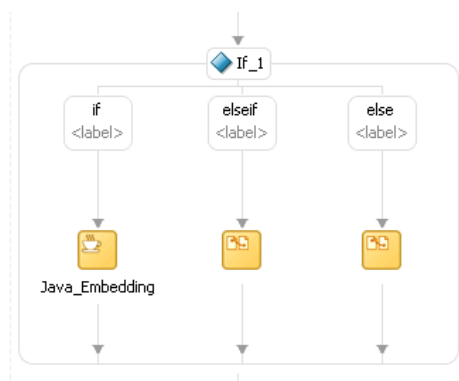 If_1
if
<label>
elseif
<label>
else
<label>
Java_Embedding